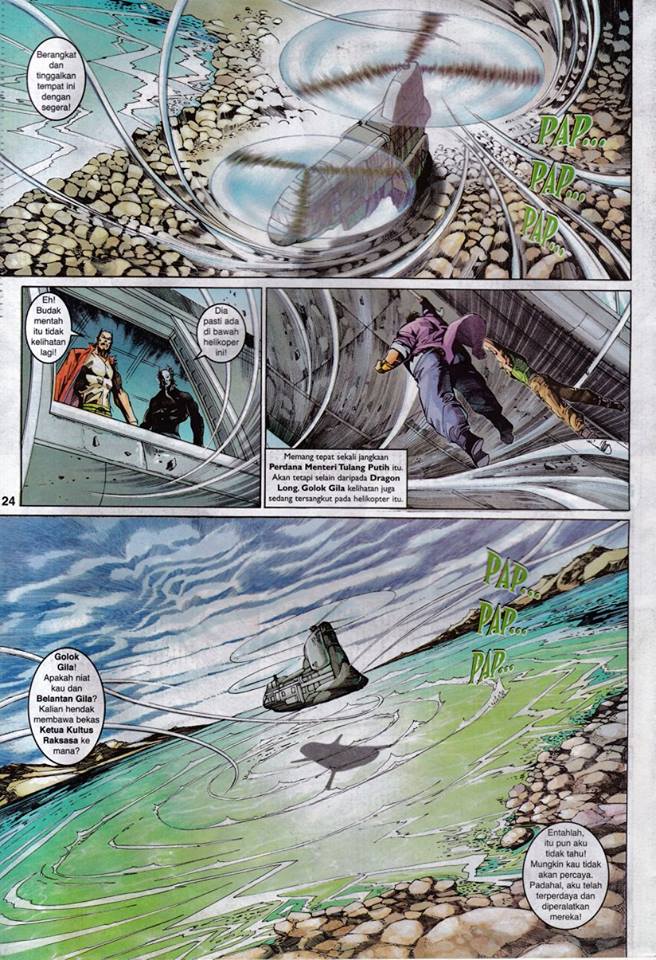 Berangkat
dan
tinggalkan
tempat ini
dengan
segera!
PAP...
PAP...
PAP...
Eh!
Budak
mentah
itu tidak
kelihatan
lagi!
Dia
pasti ada
di bawah
helikopter
ini!
Memang tepat sekali jangkaan
Perdana Menteri Tulang Putih itu.
Akan tetapi selain daripada Dragon
Long, Golok Gila kelihatan juga
sedang tersangkut pada helikopter itu.
24
PAP...
PAP...
PAP...
Golok
Gila!
Apakah niat
kau dan
Belantan Gila?
Kalian hendak
membawa bekas
Ketua Kultus
Raksasa ke
mana?
Entahlah,
itu pun aku
tidak tahu!
Mungkin kau tidak
akan percaya.
Padahal, aku telah
terperdaya dan
diperalatkan
mereka!